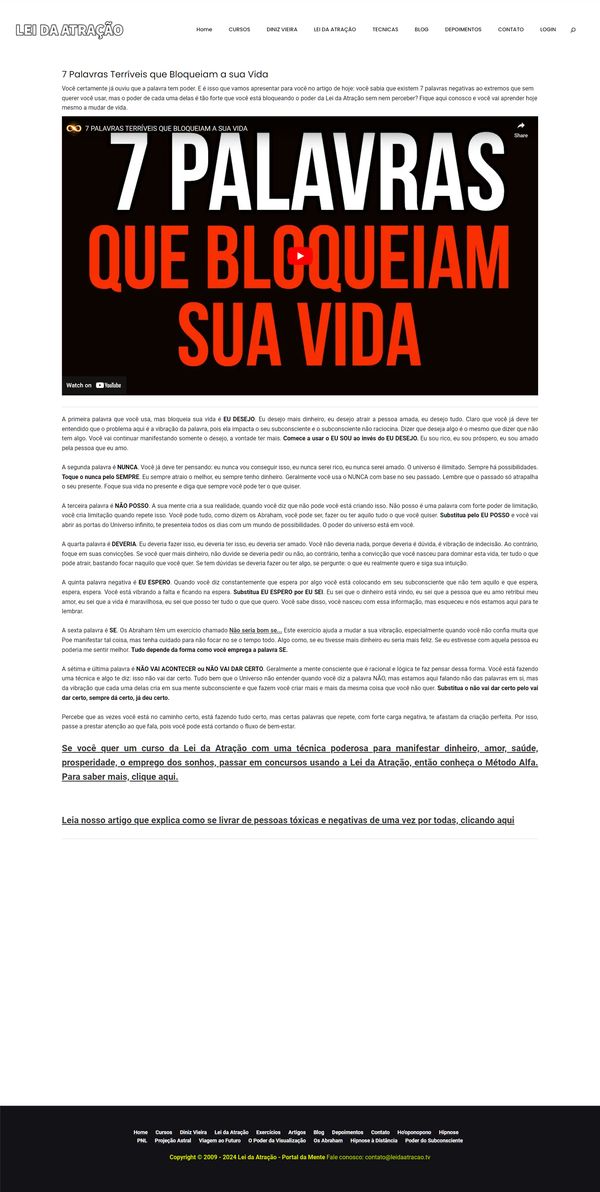 LEI DA ATRAÇÃO
Home CURSOS DINIZ VIEIRA LEI DA ATRAÇÃO TECNICAS BLOG DEPOIMENTOS CONTATO LOGIN
7 Palavras Terríveis que Bloqueiam a sua Vida
Você certamente já ouviu que a palavra tem poder. E é isso que vamos apresentar para você no artigo de hoje: você sabia que existem 7 palavras negativas ao extremos que sem
querer você usar, mas o poder de cada uma delas é tão forte que você está bloqueando o poder da Lei da Atração sem nem perceber? Fique aqui conosco e você vai aprender hoje
mesmo a mudar de vida.
7 PALAVRAS TERRÍVEIS QUE BLOQUEIAM A SUA VIDA
Share
7 PALAVRAS
QUE BLOQUEIAM
SUA VIDA
Watch on YouTube
A primeira palavra que você usa, mas bloqueia sua vida é EU DESEJO. Eu desejo mais dinheiro, eu desejo atrair a pessoa amada, eu desejo tudo. Claro que você já deve ter
entendido que o problema aqui é a vibração da palavra, pois ela impacta o seu subconsciente e o subconsciente não raciocina. Dizer que deseja algo é o mesmo que dizer que não
tem algo. Você vai continuar manifestando somente o desejo, a vontade ter mais. Comece a usar o EU SOU ao invés do EU DESEJO. Eu sou rico, eu sou próspero, eu sou amado
pela pessoa que eu amo.
A segunda palavra é NUNCA. Você já deve ter pensando: eu nunca vou conseguir isso, eu nunca serei rico, eu nunca serei amado. O universo é ilimitado. Sempre há possibilidades.
Toque o nunca pelo SEMPRE. Eu sempre atraio o melhor, eu sempre tenho dinheiro. Geralmente você usa o NUNCA com base no seu passado. Lembre que o passado só atrapalha
o seu presente. Foque sua vida no presente e diga que sempre você pode ter o que quiser.
A terceira palavra é NÃO POSSO. A sua mente cria a sua realidade, quando você diz que não pode você está criando isso. Não posso é uma palavra com forte poder de limitação,
você cria limitação quando repete isso. Você pode tudo, como dizem os Abraham, você pode ser, fazer ou ter aquilo tudo o que você quiser. Substitua pelo EU POSSO e você vai
abrir as portas do Universo infinito, te presenteia todos os dias com um mundo de possibilidades. O poder do universo está em você.
A quarta palavra é DEVERIA. Eu deveria fazer isso, eu deveria ter isso, eu deveria ser amado. Você não deveria nada, porque deveria é dúvida, é vibração de indecisão. Ao contrário,
foque em suas convicções. Se você quer mais dinheiro, não duvide se deveria pedir ou não, ao contrário, tenha a convicção que você nasceu para dominar esta vida, ter tudo o que
pode atrair, bastando focar naquilo que você quer. Se tem dúvidas se deveria fazer ou ter algo, se pergunte: o que eu realmente quero e siga sua intuição.
A quinta palavra negativa é EU ESPERO. Quando você diz constantemente que espera por algo você está colocando em seu subconsciente que não tem aquilo e que espera,
espera, espera. Você está vibrando a falta e ficando na espera. Substitua EU ESPERO por EU SEI. Eu sei que o dinheiro está vindo, eu sei que a pessoa que eu amo retribui meu
amor, eu sei que a vida é maravilhosa, eu sei que posso ter tudo o que que quero. Você sabe disso, você nasceu com essa informação, mas esqueceu e nós estamos aqui para te
lembrar.
A sexta palavra é SE. Os Abraham têm um exercício chamado Não seria bom se... Este exercício ajuda a mudar a sua vibração, especialmente quando você não confia muita que
Poe manifestar tal coisa, mas tenha cuidado para não focar no se o tempo todo. Algo como, se eu tivesse mais dinheiro eu seria mais feliz. Se eu estivesse com aquela pessoa eu
poderia me sentir melhor. Tudo depende da forma como você emprega a palavra SE.
A sétima e última palavra é NÃO VAI ACONTECER ou NÃO VAI DAR CERTO. Geralmente a mente consciente que é racional e lógica te faz pensar dessa forma. Você está fazendo
uma técnica e algo te diz: isso não vai dar certo. Tudo bem que o Universo não entender quando você diz a palavra NÃO, mas estamos aqui falando não das palavras em si, mas
da vibração que cada uma delas cria em sua mente subconsciente e que fazem você criar mais e mais da mesma coisa que você não quer. Substitua o não vai dar certo pelo vai
dar certo, sempre dá certo, já deu certo.
Percebe que as vezes você está no caminho certo, está fazendo tudo certo, mas certas palavras que repete, com forte carga negativa, te afastam da criação perfeita. Por isso,
passe a prestar atenção ao que fala, pois você pode está cortando o fluxo de bem-estar.
Se você quer um curso da Lei da Atração com uma técnica poderosa para manifestar dinheiro, amor, saúde,
prosperidade, o emprego dos sonhos, passar em concursos usando a Lei da Atração, então conheça o Método Alfa.
Para saber mais, clique aqui.
Leia nosso artigo que explica como se livrar de pessoas tóxicas e negativas de uma vez por todas, clicando aqui
Home Cursos Diniz Vieira Lei da Atração Exercícios Artigos Blog Depoimentos Contato Ho'oponopono Hipnose
PNL Projeção Astral Viagem ao Futuro O Poder da Visualização Os Abraham Hipnose à Distância Poder do Subconsciente
Copyright © 2009 - 2024 Lei da Atração - Portal da Mente Fale conosco: contato@leidaatracao.tv